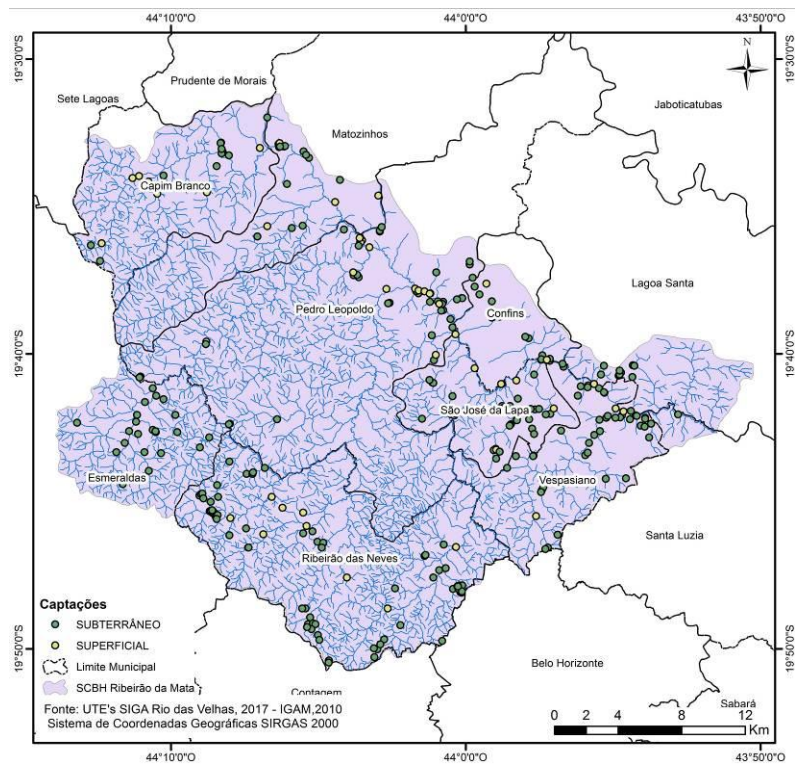 44°10'0"O
44°0'0"O
43°50'0"O
19°30'0"S
19°30'0"S
N
Prudente de Morais
Sete Lagoas
Jaboticatubas
Matozinhos
Capim Branco
Lagoa Santa
Pedro Leopoldo
Confins
19°40'0"S
19°40'0"S
São José da Lapa
Esmeraldas
Vespasiano
Santa Luzia
Ribeirão das Neves
Captações
SUBTERRÂNEO
SUPERFICIAL
Limite Municipal
SCBH Ribeirão da Mata
19°50'0"S
19°50'0"S
Belo Horizonte
Contagem
Sabará
Fonte: UTE's SIGA Rio das Velhas, 2017 - IGAM,2010
Sistema de Coordenadas Geográficas SIRGAS 2000
0 2 4 8 12
Km
44°10'0"O
44°0'0"O
43°50'0"O